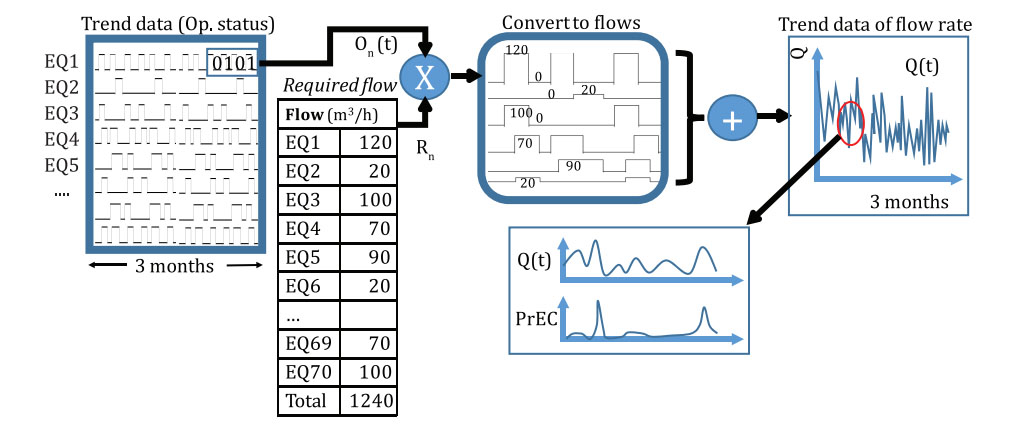 Trend data (Op. status)
EQ1
0101
EQ2
EQ3
EQ4
EQ5
....
3 months
On(t)
X
Rn
Required flow
Flow (m³/h)
EQ1 120
EQ2 20
EQ3 100
EQ4 70
EQ5 90
EQ6 20
...
EQ69 70
EQ70 100
Total 1240
Convert to flows
120
0
0
20
100
0
70
90
20
+
Trend data of flow rate
Q
Q(t)
3 months
Q(t)
PrEC